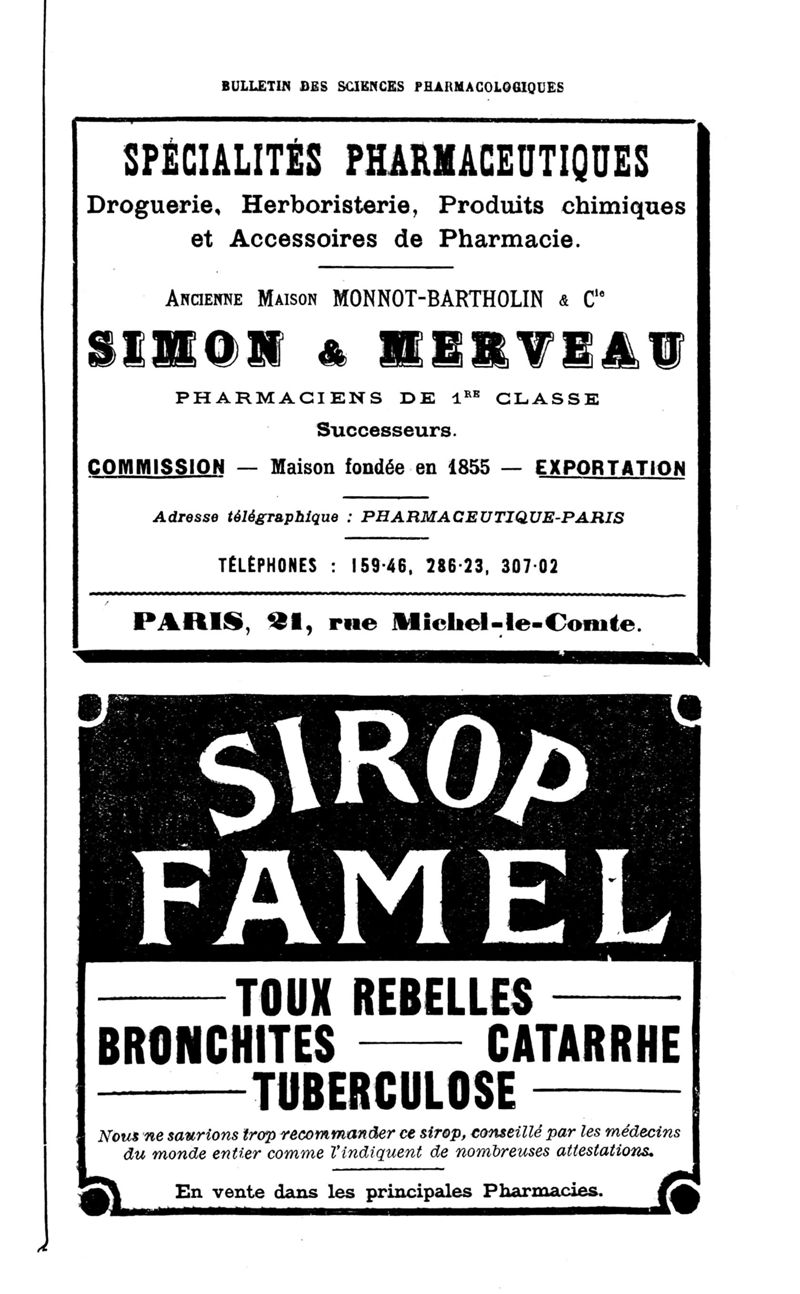 BULLETIN DES SCIENCES PHARMACOLOGIQUES
SPÉCIALITÉS PHARMACEUTIQUES
Droguerie, Herboristerie, Produits chimiques
et Accessoires de Pharmacie.
ANCIENNE MAISON MONNOT-BARTHOLIN & Cie
SIMON & MERVEAU
PHARMACIENS DE 1RE CLASSE
Successeurs.
COMMISSION — Maison fondée en 1855 — EXPORTATION
Adresse télégraphique : PHARMACEUTIQUE-PARIS
TÉLÉPHONES : 159·46, 286·23, 307·02
PARIS, 21, rue Michel-le-Comte.
SIROP
FAMEL
TOUX REBELLES
BRONCHITES — CATARRHE
TUBERCULOSE
Nous ne saurions trop recommander ce sirop, conseillé par les médecins
du monde entier comme l'indiquent de nombreuses attestations.
En vente dans les principales Pharmacies.